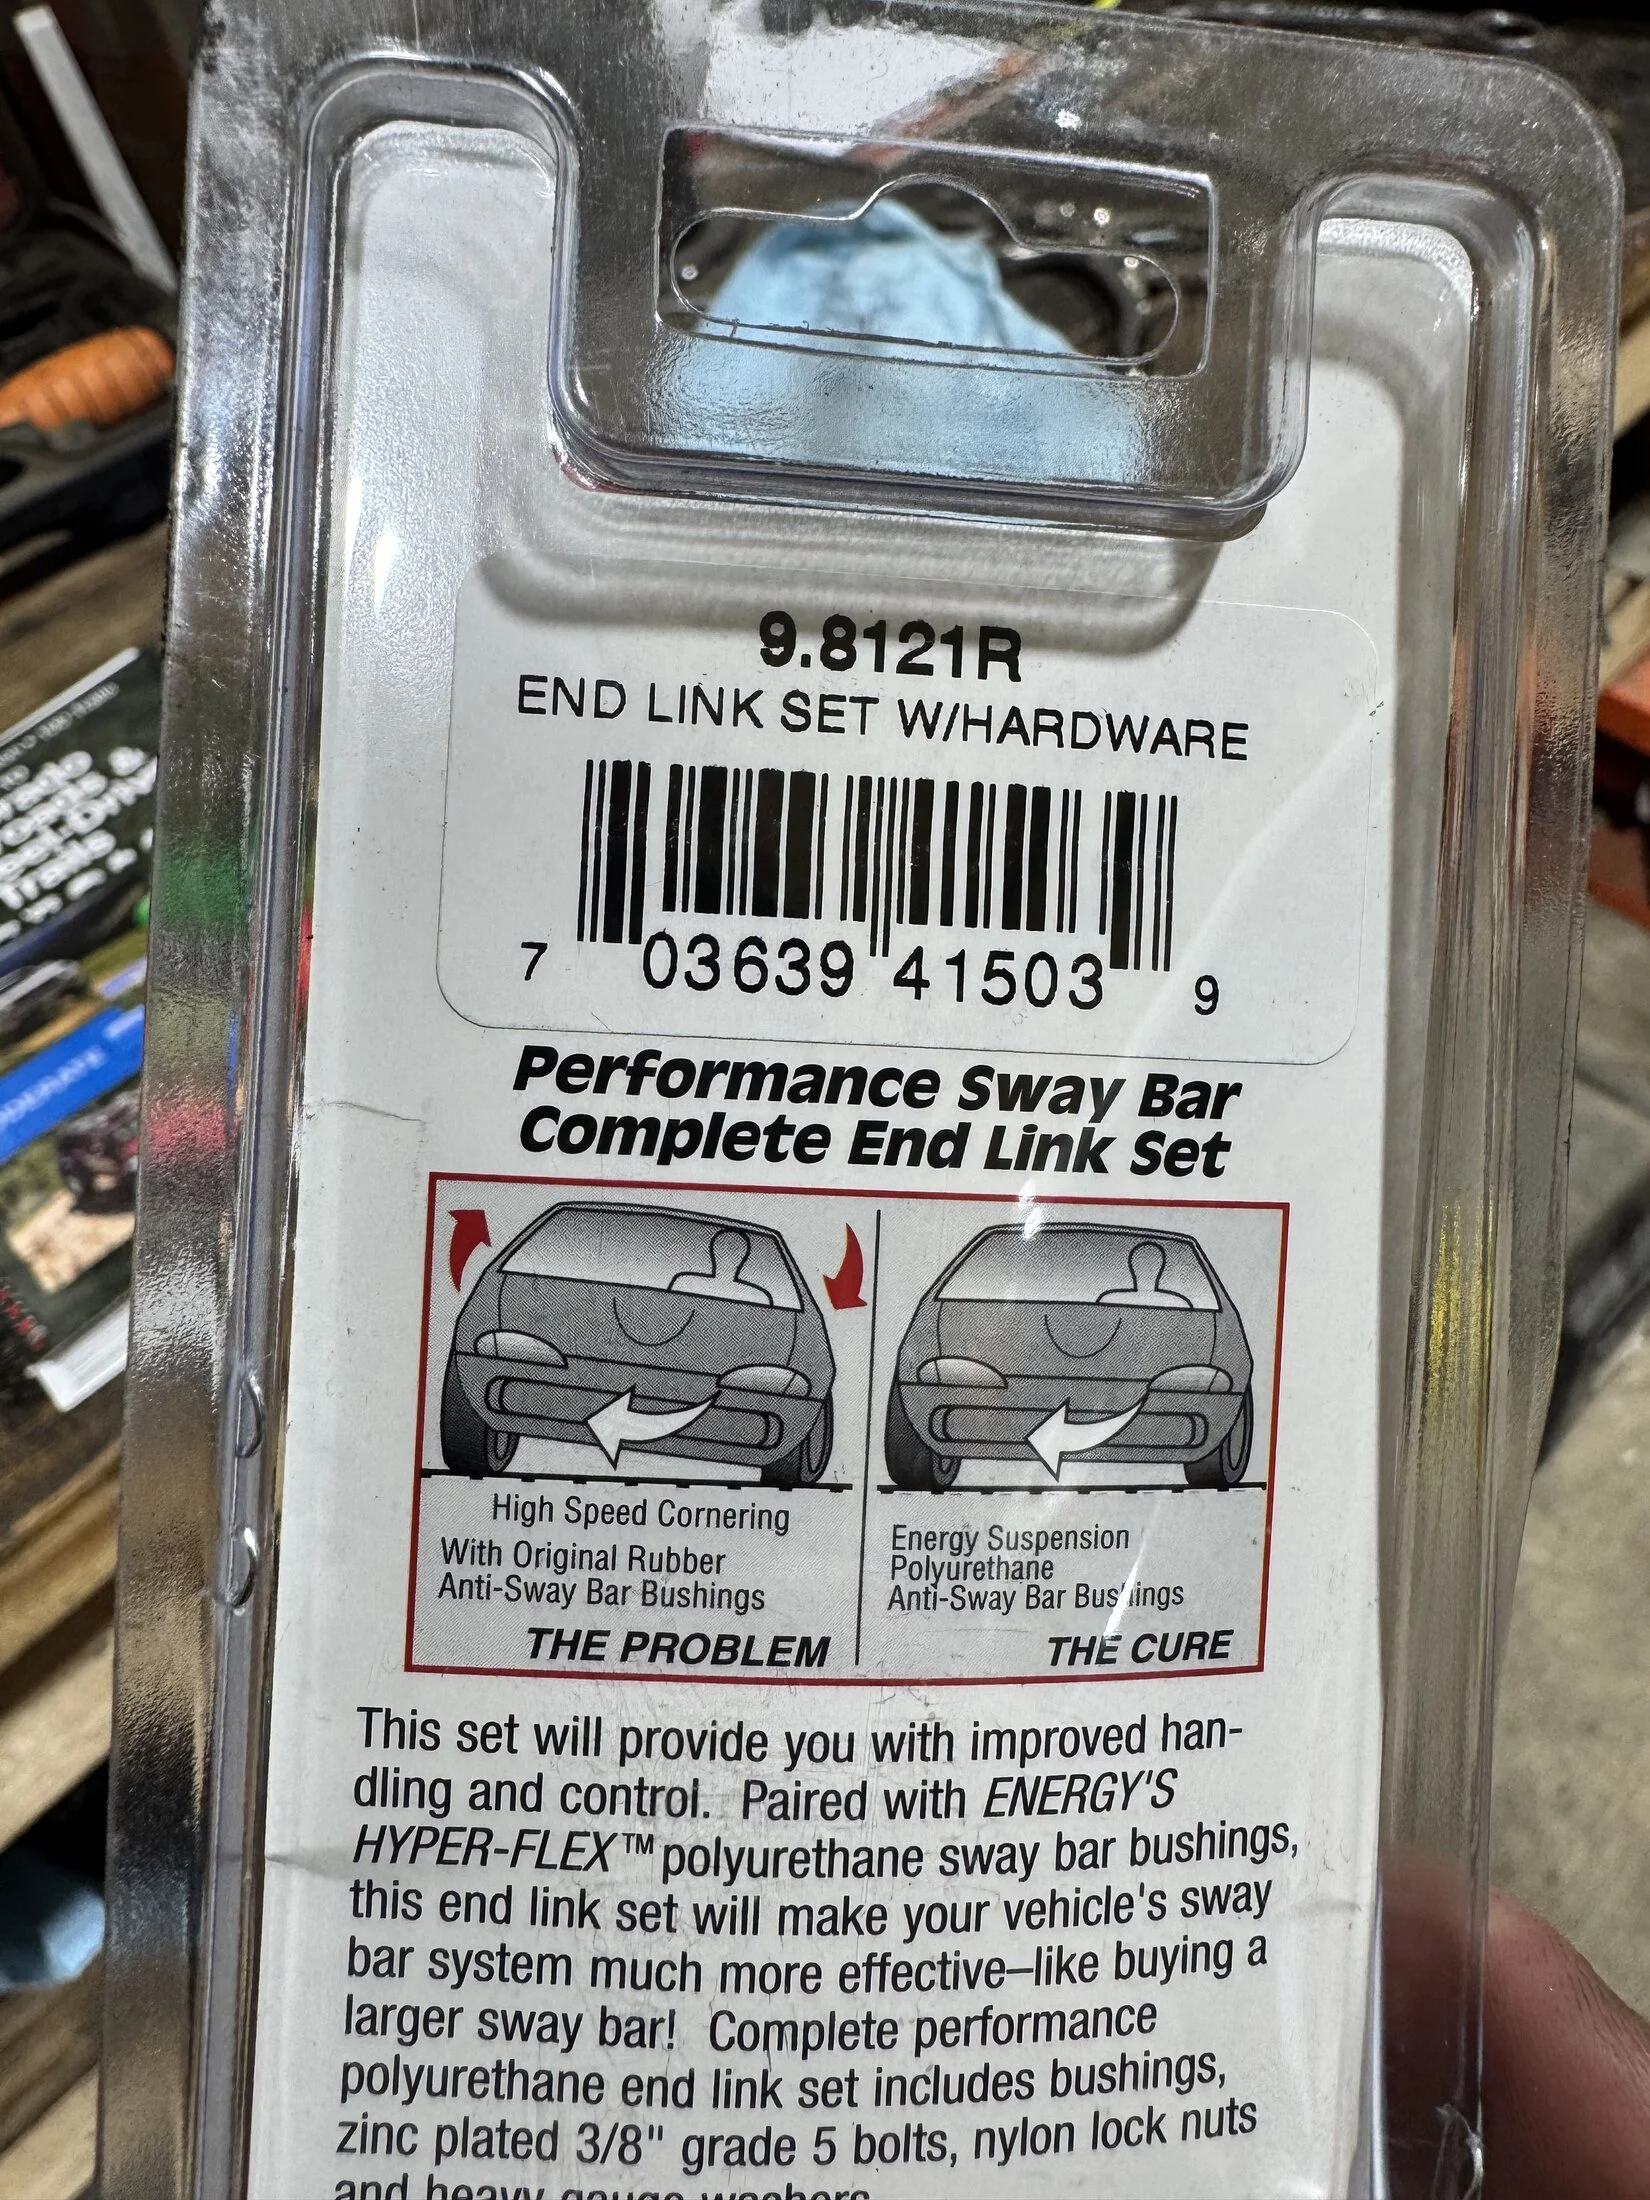 9.8121R
END LINK SET W/HARDWARE
7 03639 41503 9
Performance Sway Bar
Complete End Link Set
High Speed Cornering
With Original Rubber
Anti-Sway Bar Bushings
THE PROBLEM
Energy Suspension
Polyurethane
Anti-Sway Bar Bushings
THE CURE
This set will provide you with improved han-
dling and control. Paired with ENERGY'S
HYPER-FLEX™ polyurethane sway bar bushings,
this end link set will make your vehicle's sway
bar system much more effective–like buying a
larger sway bar! Complete performance
polyurethane end link set includes bushings,
zinc plated 3/8" grade 5 bolts, nylon lock nuts
and heavy gauge washers
Trails